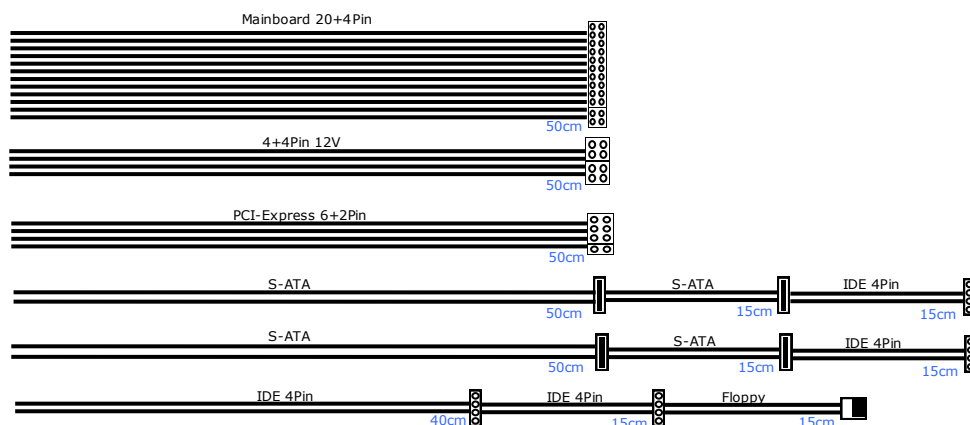 Mainboard 20+4Pin
50cm
4+4Pin 12V
50cm
PCI-Express 6+2Pin
50cm
S-ATA S-ATA IDE 4Pin
50cm 15cm 15cm
S-ATA S-ATA IDE 4Pin
50cm 15cm 15cm
IDE 4Pin IDE 4Pin Floppy
40cm 15cm 15cm